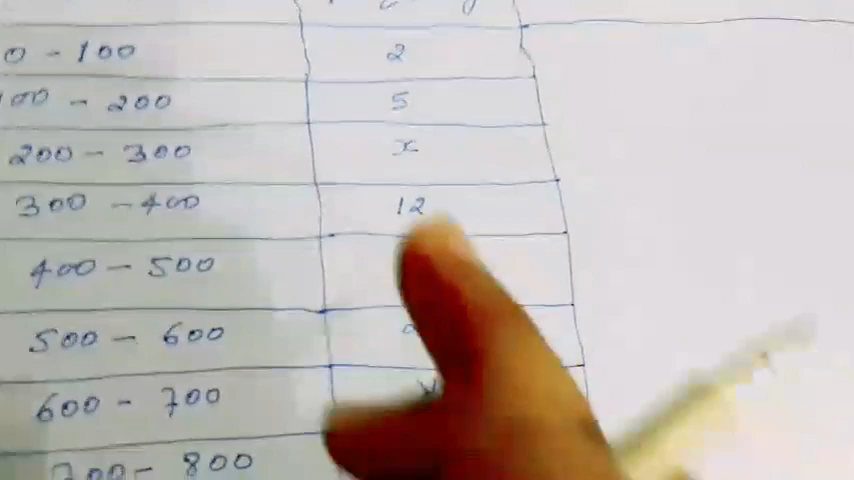 0 - 100 2
100 - 200 5
200 - 300 x
300 - 400 12
400 - 500
500 - 600
600 - 700
700 - 800